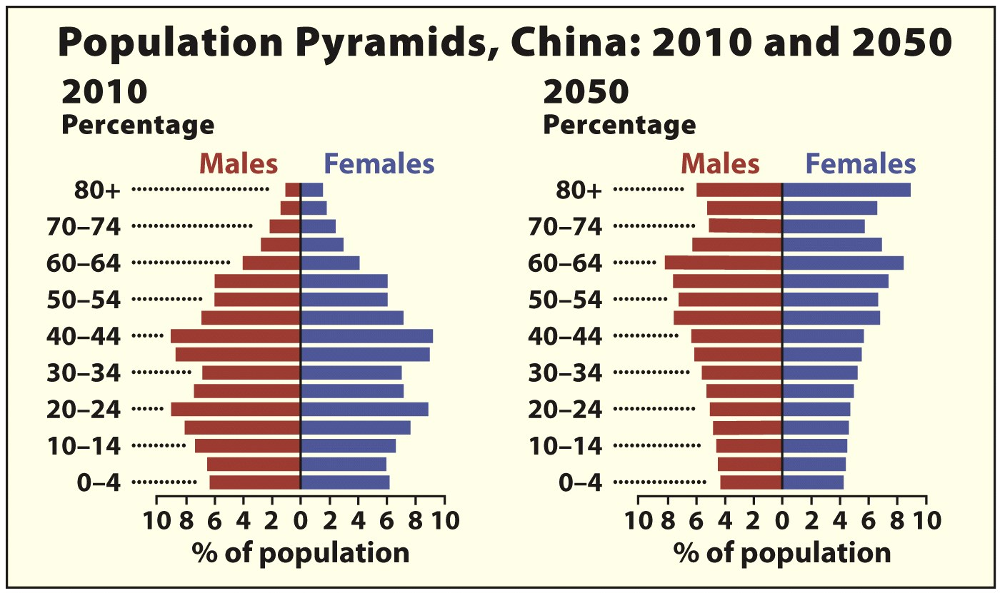 Population Pyramids, China: 2010 and 2050
2010
Percentage
Males Females
80+
70–74
60–64
50–54
40–44
30–34
20–24
10–14
0–4
10 8 6 4 2 0 2 4 6 8 10
% of population
2050
Percentage
Males Females
80+
70–74
60–64
50–54
40–44
30–34
20–24
10–14
0–4
10 8 6 4 2 0 2 4 6 8 10
% of population